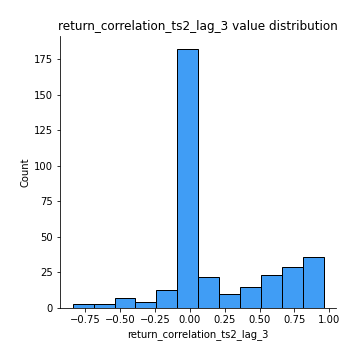 return_correlation_ts2_lag_3 value distribution
175
150
125
100
75
50
25
0
Count
−0.75 −0.50 −0.25 0.00 0.25 0.50 0.75 1.00
return_correlation_ts2_lag_3